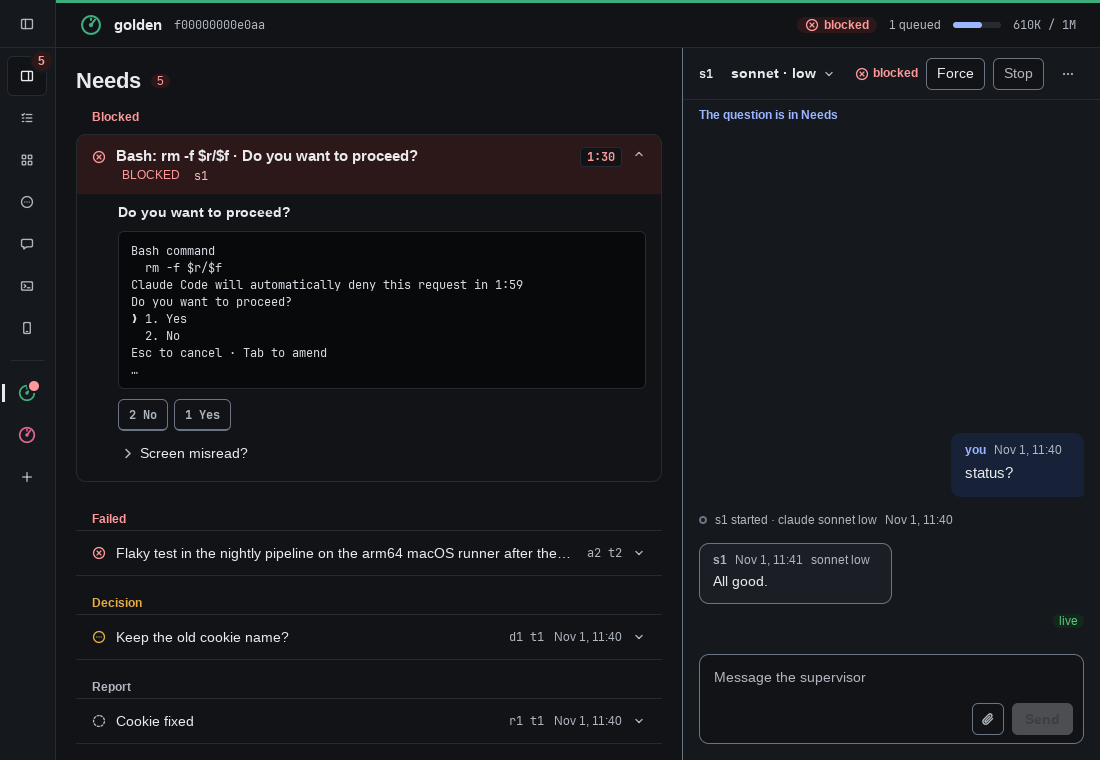 golden f00000000e0aa blocked 1 queued 610K / 1M
5
Needs 5
Blocked
Bash: rm -f $r/$f · Do you want to proceed? 1:30
BLOCKED s1
Do you want to proceed?
Bash command
rm -f $r/$f
Claude Code will automatically deny this request in 1:59
Do you want to proceed?
❯ 1. Yes
2. No
Esc to cancel · Tab to amend
…
2 No 1 Yes
Screen misread?
Failed
Flaky test in the nightly pipeline on the arm64 macOS runner after the… a2 t2
Decision
Keep the old cookie name? d1 t1 Nov 1, 11:40
Report
Cookie fixed r1 t1 Nov 1, 11:40
s1 sonnet · low blocked Force Stop ···
The question is in Needs
you Nov 1, 11:40
status?
s1 started · claude sonnet low Nov 1, 11:40
s1 Nov 1, 11:41 sonnet low
All good.
live
Message the supervisor
Send